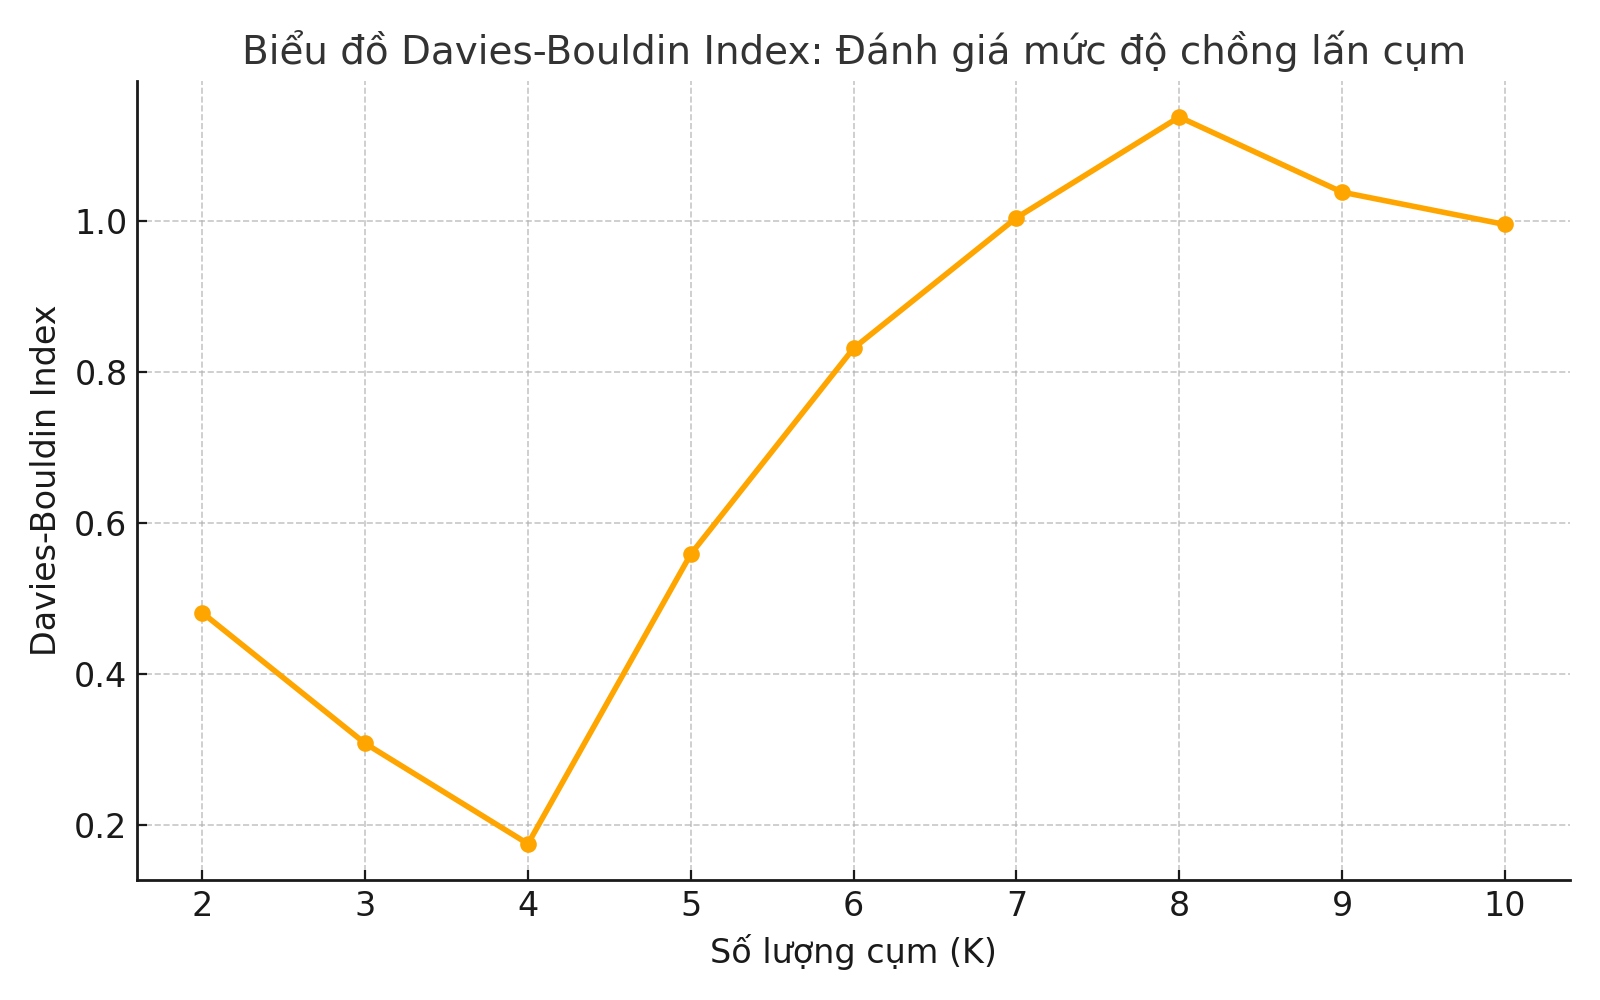 Biểu đồ Davies-Bouldin Index: Đánh giá mức độ chồng lấn cụm
Davies-Bouldin Index
1.0
0.8
0.6
0.4
0.2
2 3 4 5 6 7 8 9 10
Số lượng cụm (K)